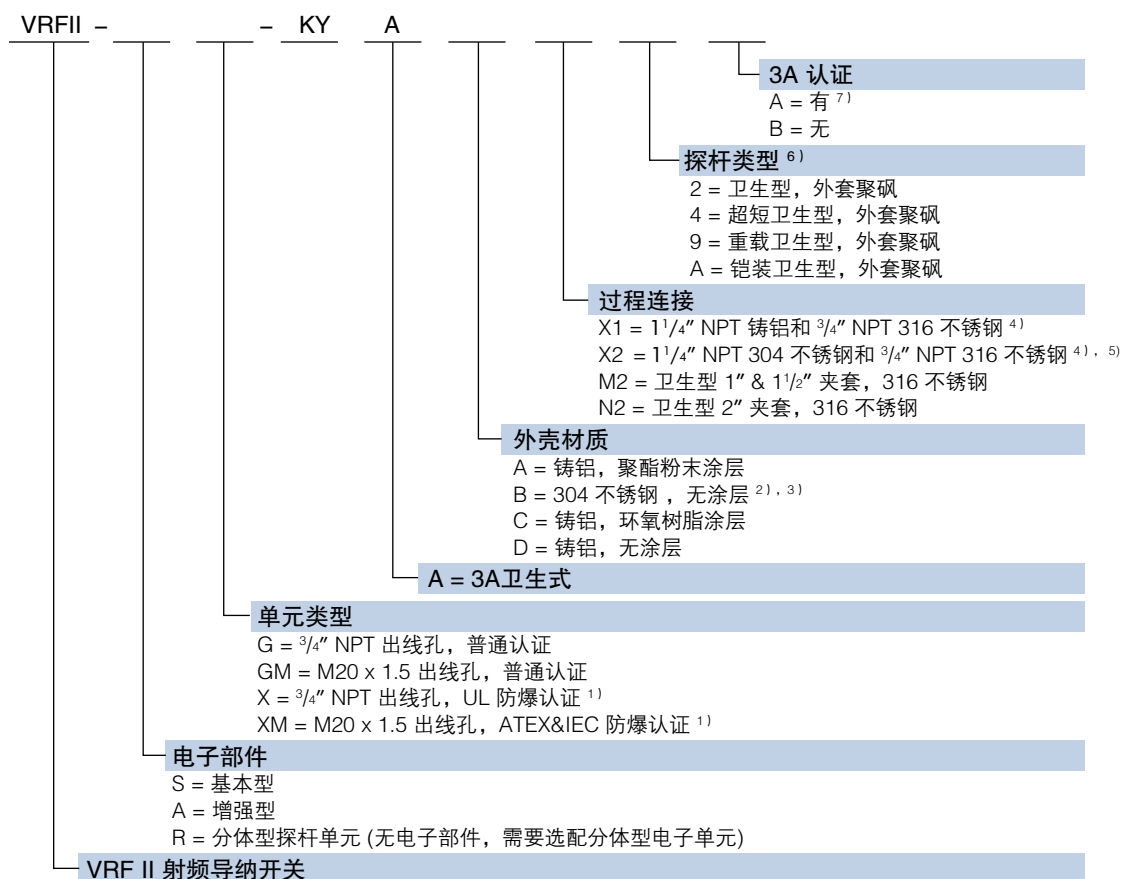 VRFII – – KY A
3A 认证
A = 有 7)
B = 无
探杆类型 6)
2 = 卫生型，外套聚砜
4 = 超短卫生型，外套聚砜
9 = 重载卫生型，外套聚砜
A = 铠装卫生型，外套聚砜
过程连接
X1 = 1 1/4″ NPT 铸铝和 3/4″ NPT 316 不锈钢 4)
X2 = 1 1/4″ NPT 304 不锈钢和 3/4″ NPT 316 不锈钢 4)，5)
M2 = 卫生型 1″ & 1 1/2″ 夹套，316 不锈钢
N2 = 卫生型 2″ 夹套，316 不锈钢
外壳材质
A = 铸铝，聚酯粉末涂层
B = 304 不锈钢 ，无涂层 2)，3)
C = 铸铝，环氧树脂涂层
D = 铸铝，无涂层
A = 3A卫生式
单元类型
G = 3/4″ NPT 出线孔，普通认证
GM = M20 x 1.5 出线孔，普通认证
X = 3/4″ NPT 出线孔，UL 防爆认证 1)
XM = M20 x 1.5 出线孔，ATEX&IEC 防爆认证 1)
电子部件
S = 基本型
A = 增强型
R = 分体型探杆单元 (无电子部件，需要选配分体型电子单元)
VRF II 射频导纳开关